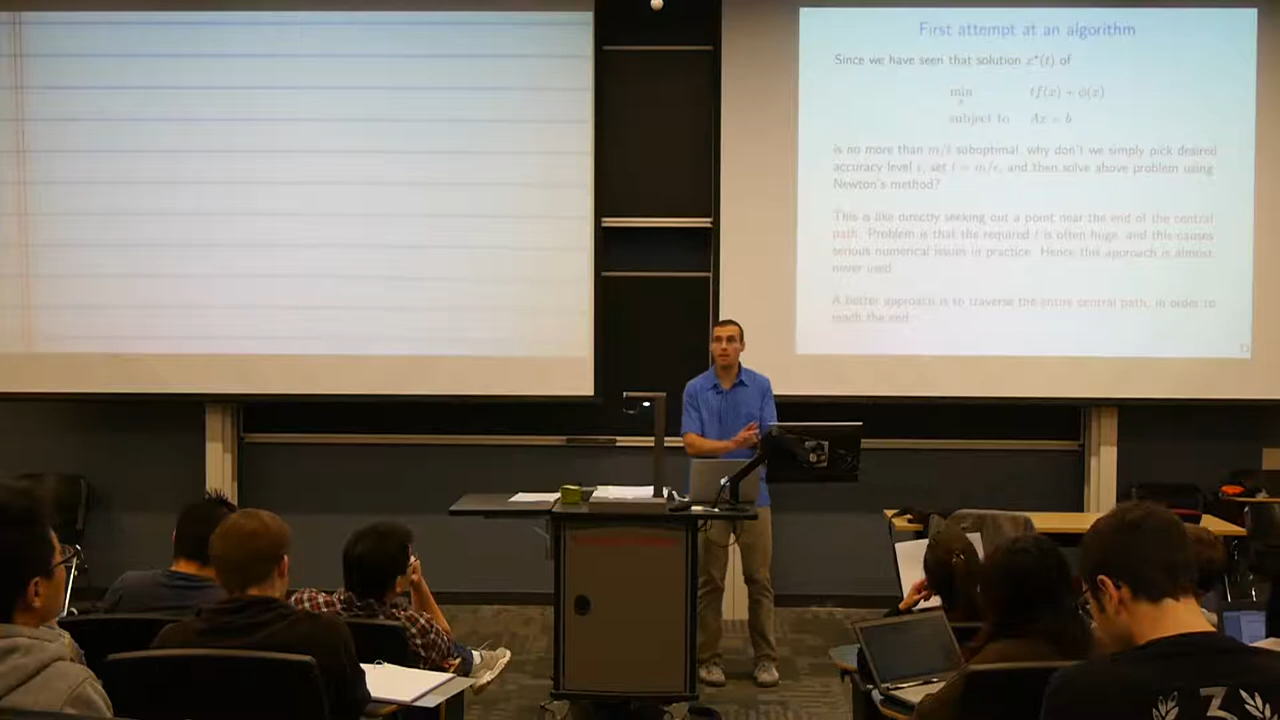 First attempt at an algorithm
Since we have seen that solution x*(t) of
min tf(x) + φ(x)
x
subject to Ax = b
is no more than m/t suboptimal, why don't we simply pick desired
accuracy level ε, set t = m/ε, and then solve above problem using
Newton's method?
This is like directly seeking out a point near the end of the central
path. Problem is that the required t is often huge, and this causes
serious numerical issues in practice. Hence this approach is almost
never used
A better approach is to traverse the entire central path, in order to
reach the end
3